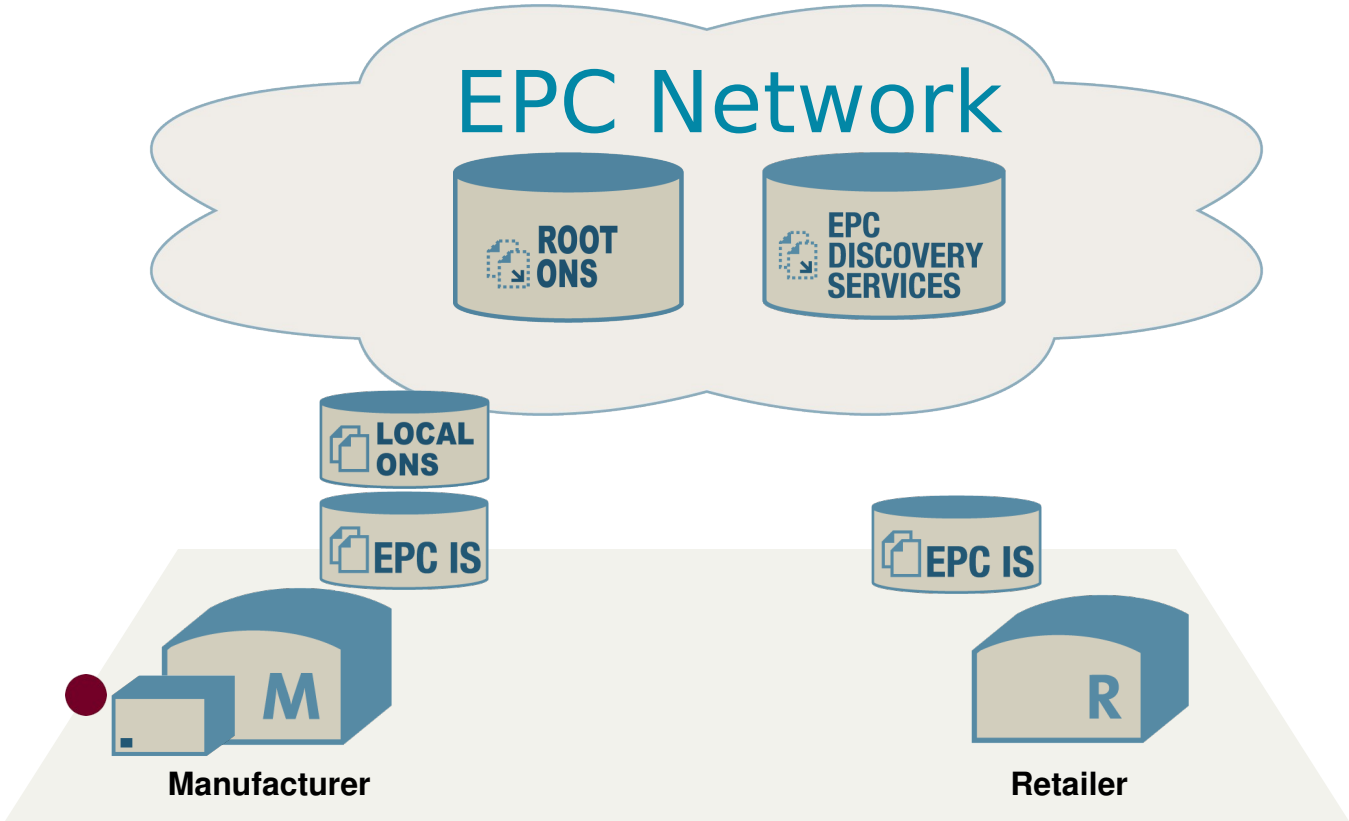 EPC Network
ROOT
ONS
EPC
DISCOVERY
SERVICES
LOCAL
ONS
EPC IS
EPC IS
M
R
Manufacturer
Retailer